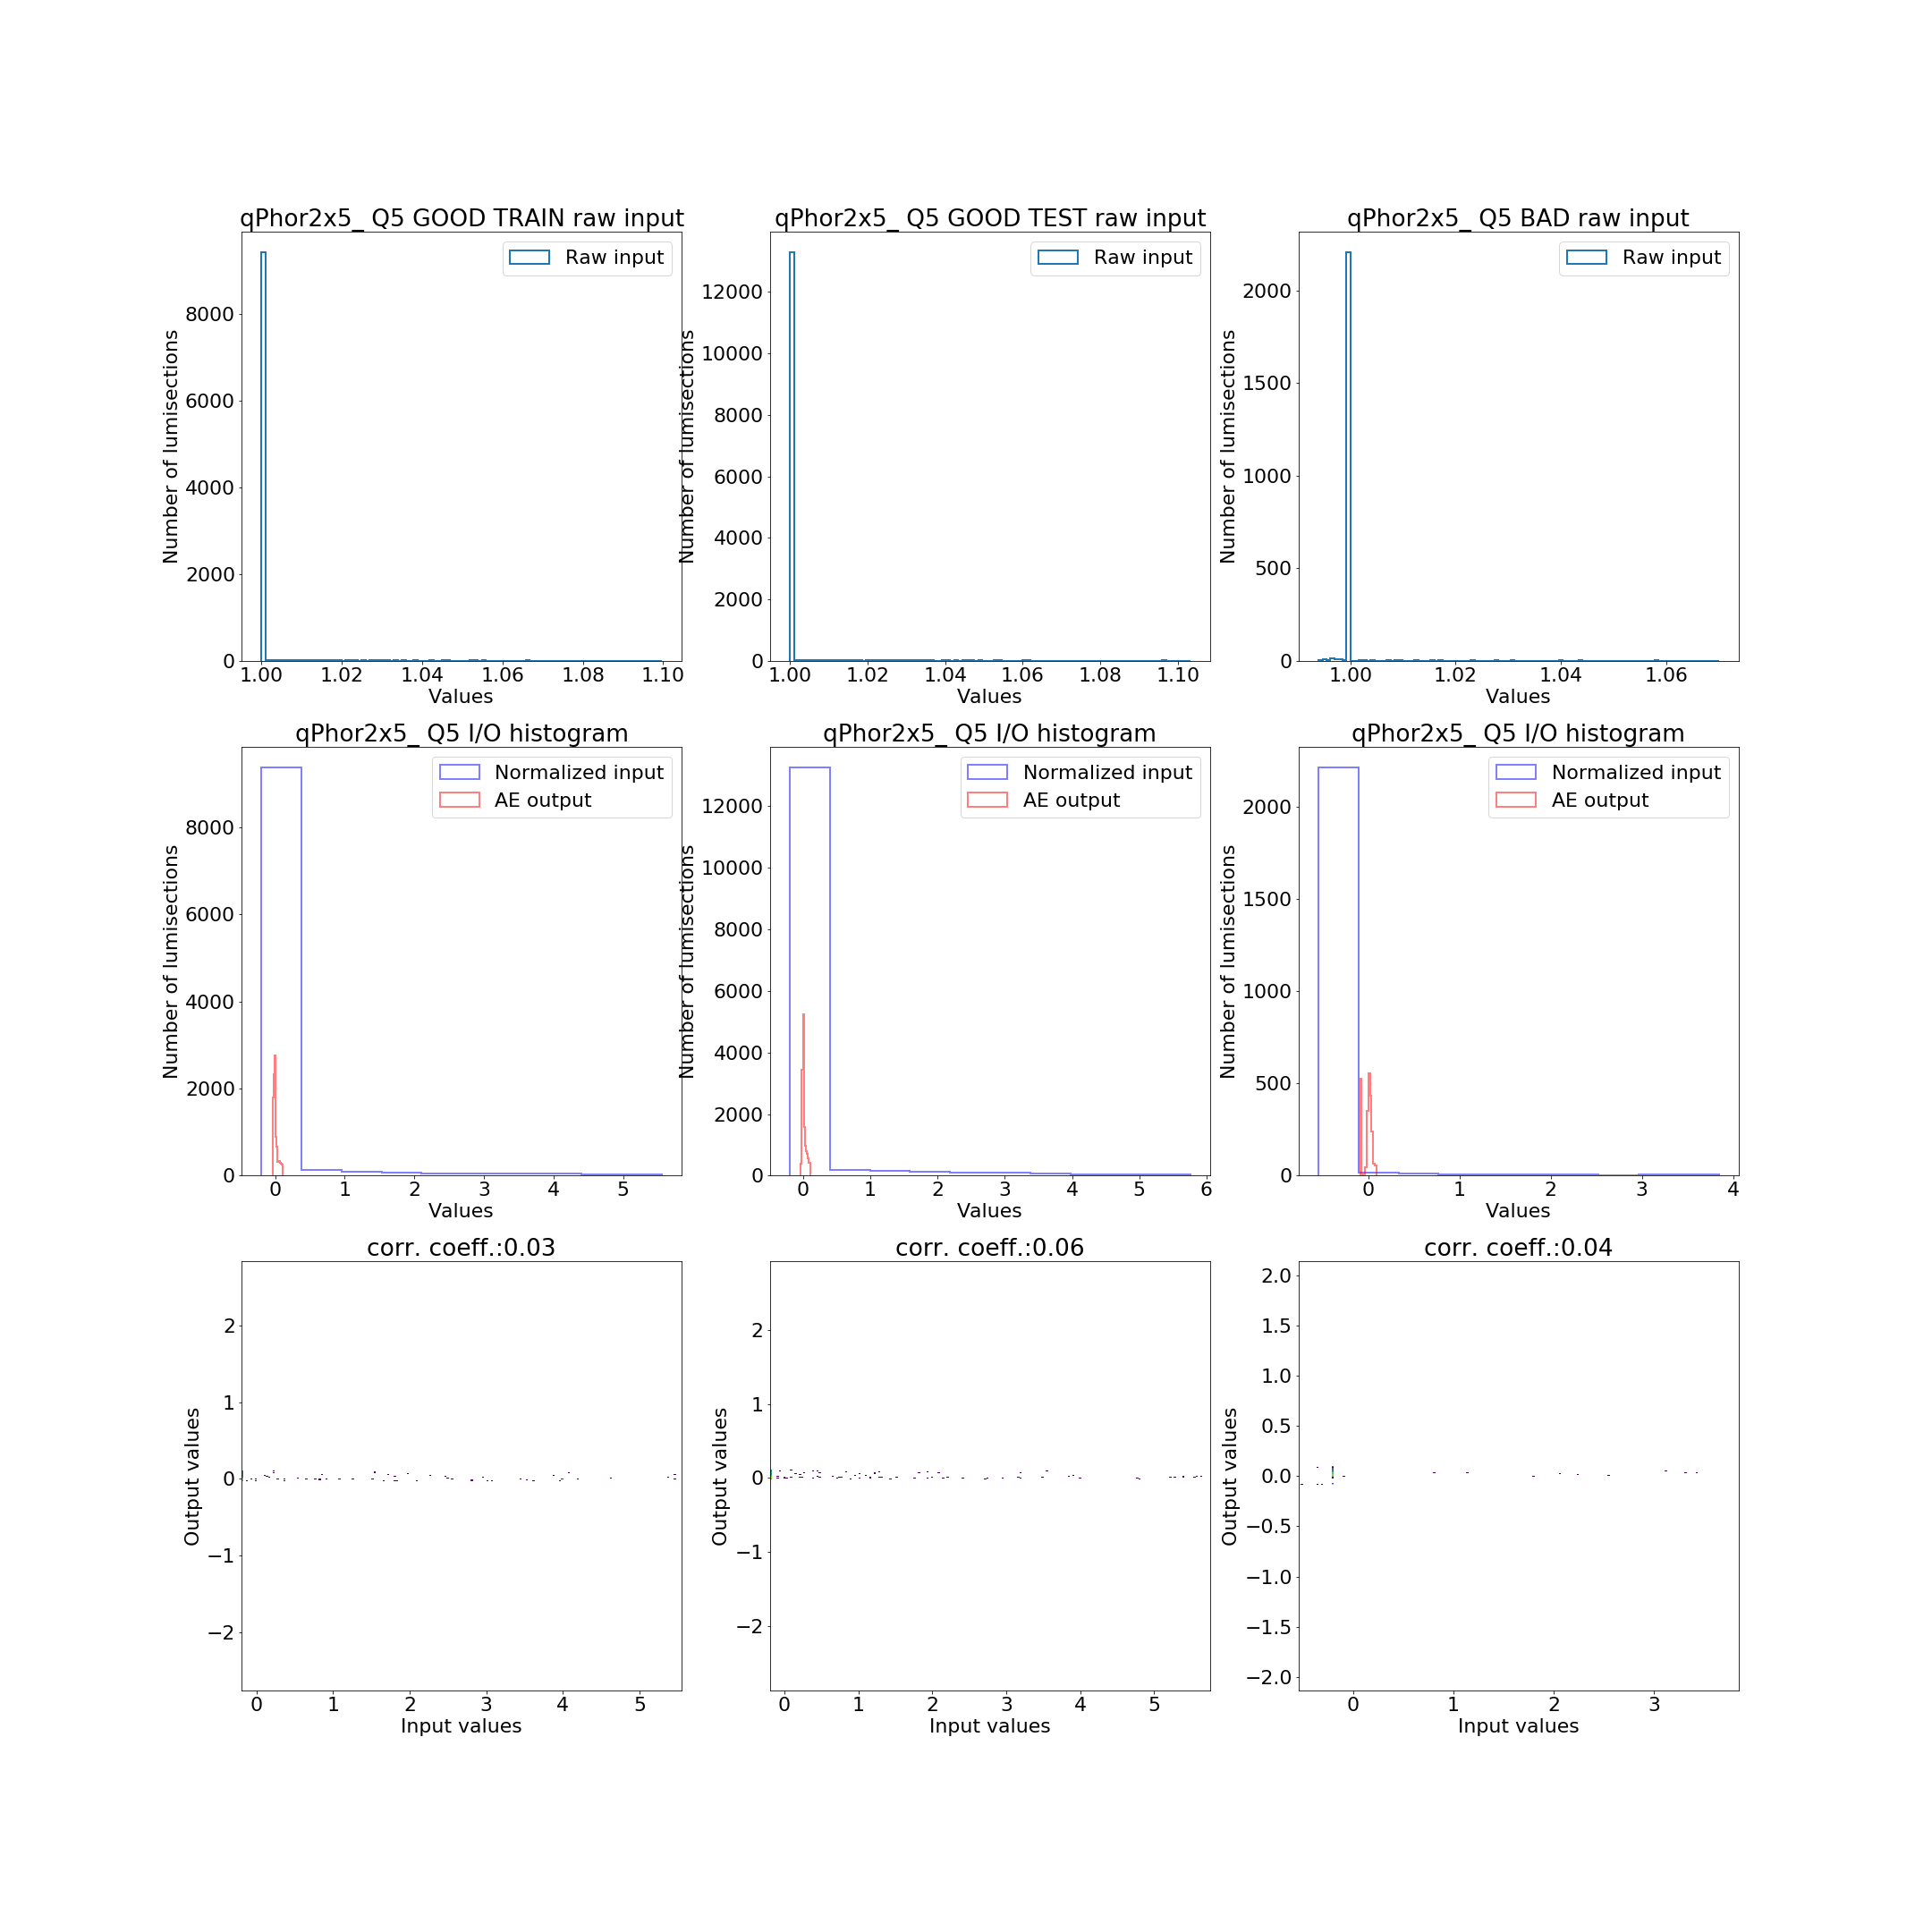 qPhor2x5_ Q5 GOOD TRAIN raw input
Raw input
Number of lumisections
8000
6000
4000
2000
0
1.00 1.02 1.04 1.06 1.08 1.10
Values
qPhor2x5_ Q5 GOOD TEST raw input
Raw input
Number of lumisections
12000
10000
8000
6000
4000
2000
0
1.00 1.02 1.04 1.06 1.08 1.10
Values
qPhor2x5_ Q5 BAD raw input
Raw input
Number of lumisections
2000
1500
1000
500
0
1.00 1.02 1.04 1.06
Values
qPhor2x5_ Q5 I/O histogram
Normalized input
AE output
Number of lumisections
8000
6000
4000
2000
0
0 1 2 3 4 5
Values
qPhor2x5_ Q5 I/O histogram
Normalized input
AE output
Number of lumisections
12000
10000
8000
6000
4000
2000
0
0 1 2 3 4 5 6
Values
qPhor2x5_ Q5 I/O histogram
Normalized input
AE output
Number of lumisections
2000
1500
1000
500
0
0 1 2 3 4
Values
corr. coeff.:0.03
Output values
2
1
0
−1
−2
0 1 2 3 4 5
Input values
corr. coeff.:0.06
Output values
2
1
0
−1
−2
0 1 2 3 4 5
Input values
corr. coeff.:0.04
Output values
2.0
1.5
1.0
0.5
0.0
−0.5
−1.0
−1.5
−2.0
0 1 2 3
Input values